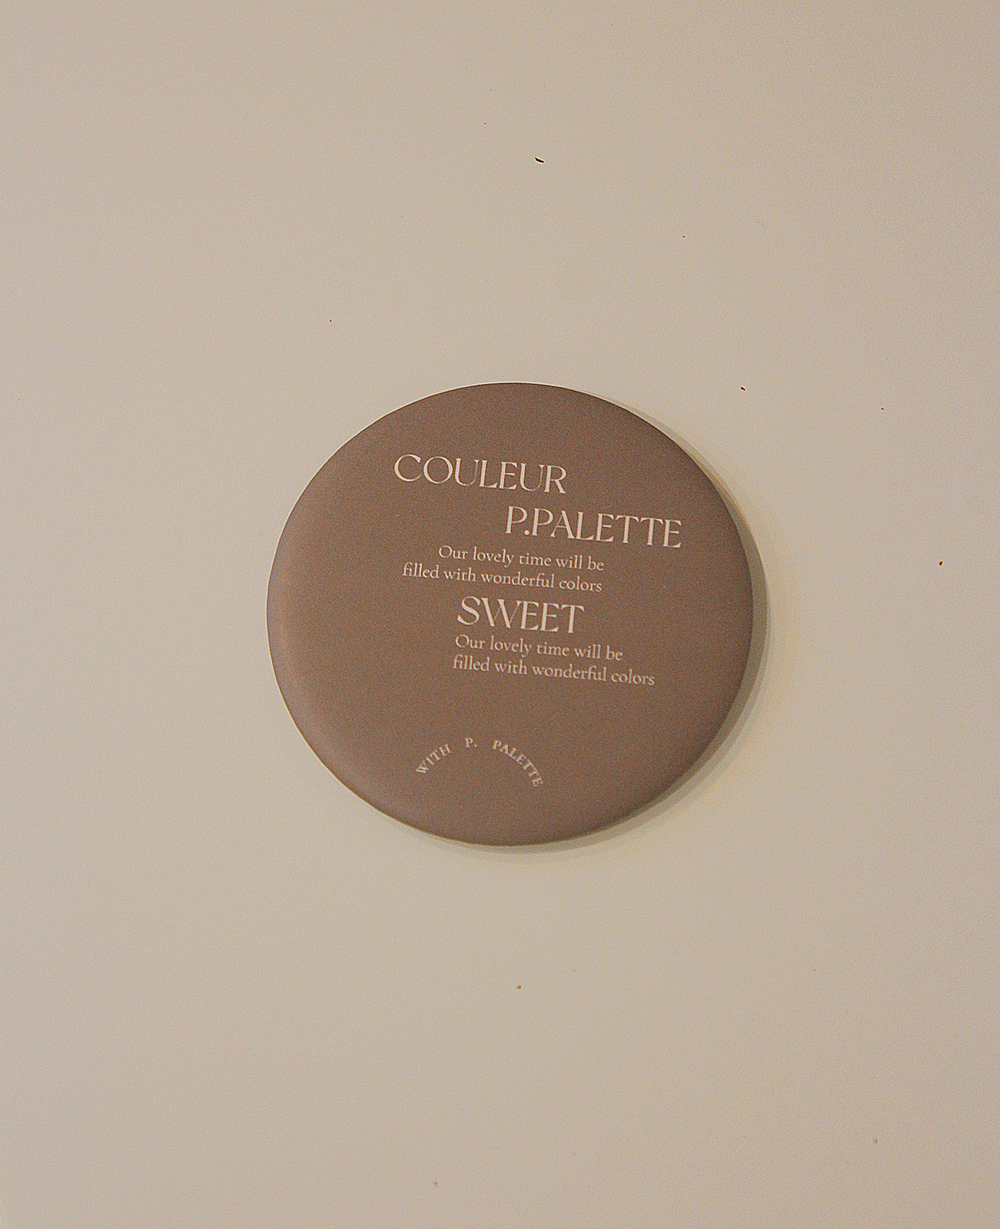 COULEUR
P.PALETTE
Our lovely time will be
filled with wonderful colors
SWEET
Our lovely time will be
filled with wonderful colors
WITH P. PALETTE